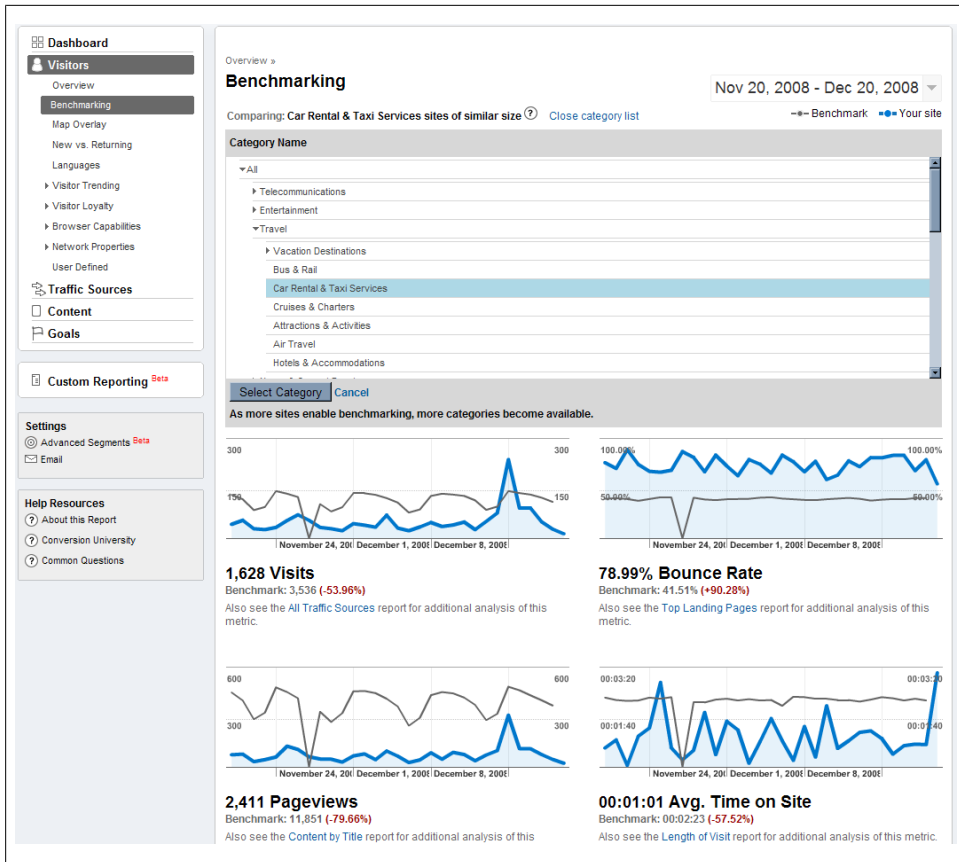 Dashboard
Visitors
Overview
Benchmarking
Map Overlay
New vs. Returning
Languages
Visitor Trending
Visitor Loyalty
Browser Capabilities
Network Properties
User Defined
Traffic Sources
Content
Goals
Custom Reporting Beta
Settings
Advanced Segments Beta
Email
Help Resources
? About this Report
? Conversion University
? Common Questions
Overview »
Benchmarking
Nov 20, 2008 - Dec 20, 2008
Comparing: Car Rental & Taxi Services sites of similar size ? Close category list
Benchmark Your site
Category Name
All
Telecommunications
Entertainment
Travel
Vacation Destinations
Bus & Rail
Car Rental & Taxi Services
Cruises & Charters
Attractions & Activities
Air Travel
Hotels & Accommodations
Select Category Cancel
As more sites enable benchmarking, more categories become available.
300 300
150 150
November 24, 200 December 1, 2008 December 8, 2008
1,628 Visits
Benchmark: 3,536 (-53.96%)
Also see the All Traffic Sources report for additional analysis of this
metric.
100.00% 100.00%
50.00% 50.00%
November 24, 200 December 1, 2008 December 8, 2008
78.99% Bounce Rate
Benchmark: 41.51% (+90.28%)
Also see the Top Landing Pages report for additional analysis of this
metric.
600 600
300 300
November 24, 200 December 1, 2008 December 8, 2008
2,411 Pageviews
Benchmark: 11,851 (-79.66%)
Also see the Content by Title report for additional analysis of this
00:03:20 00:03:20
00:01:40 00:01:40
November 24, 200 December 1, 2008 December 8, 2008
00:01:01 Avg. Time on Site
Benchmark: 00:02:23 (-57.52%)
Also see the Length of Visit report for additional analysis of this metric.